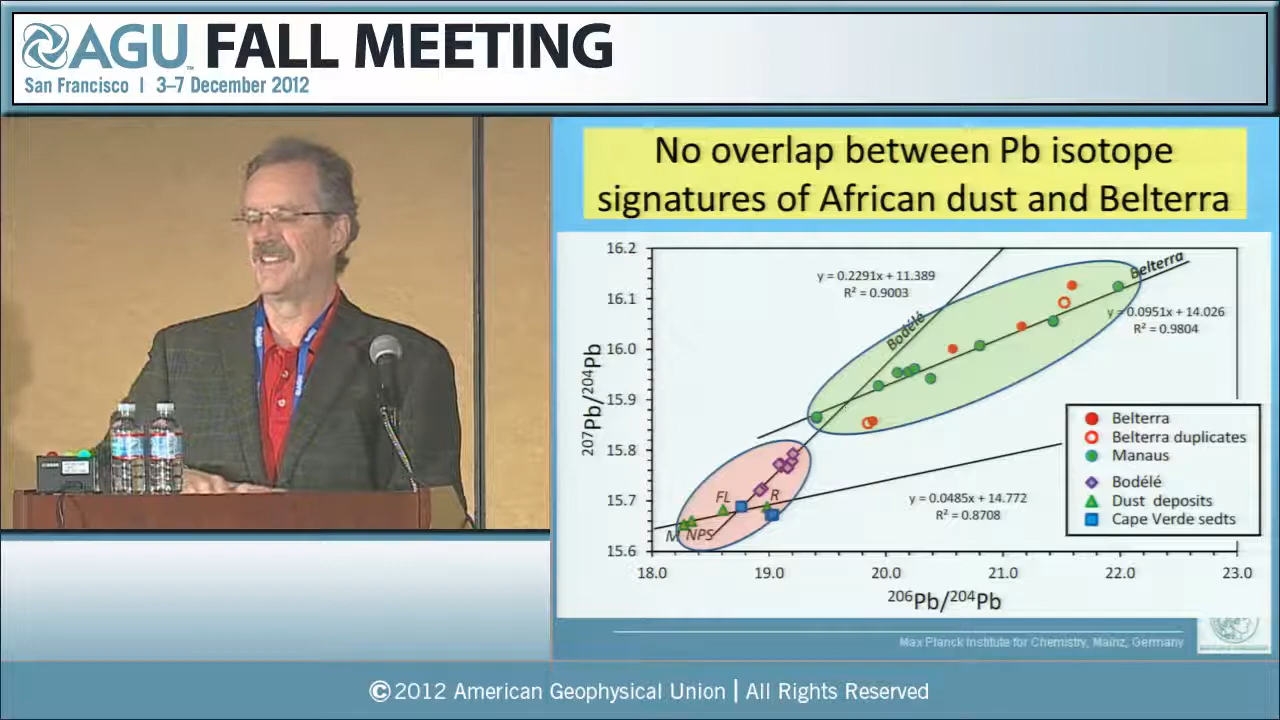 AGU FALL MEETING
San Francisco | 3–7 December 2012
No overlap between Pb isotope
signatures of African dust and Belterra
16.2
16.1
16.0
15.9
15.8
15.7
15.6
207Pb/204Pb
y = 0.2291x + 11.389
R² = 0.9003
Bodélé
Belterra
y = 0.0951x + 14.026
R² = 0.9804
y = 0.0485x + 14.772
R² = 0.8708
FL
R
M
NPS
Belterra
Belterra duplicates
Manaus
Bodélé
Dust deposits
Cape Verde sedts
18.0 19.0 20.0 21.0 22.0 23.0
206Pb/204Pb
Max Planck Institute for Chemistry, Mainz, Germany
©2012 American Geophysical Union | All Rights Reserved